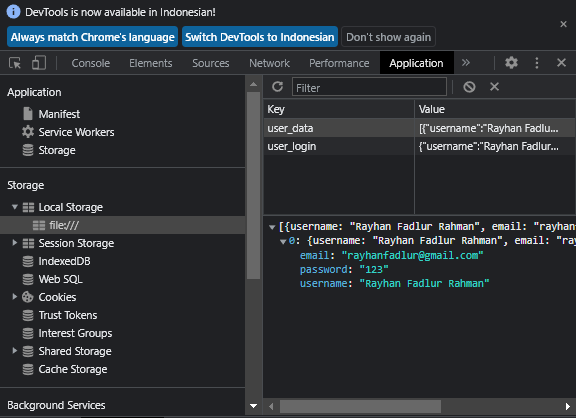 DevTools is now available in Indonesian!
Always match Chrome's language
Switch DevTools to Indonesian
Don't show again
Console
Elements
Sources
Network
Performance
Application
Application
Manifest
Service Workers
Storage
Storage
Local Storage
file:///
Session Storage
IndexedDB
Web SQL
Cookies
Trust Tokens
Interest Groups
Shared Storage
Cache Storage
Background Services
Filter
Key
Value
user_data
[{"username":"Rayhan Fadlu...
user_login
{"username":"Rayhan Fadlur...
[{username: "Rayhan Fadlur Rahman", email: "rayhan
0: {username: "Rayhan Fadlur Rahman", email: "ray
email: "rayhanfadlur@gmail.com"
password: "123"
username: "Rayhan Fadlur Rahman"